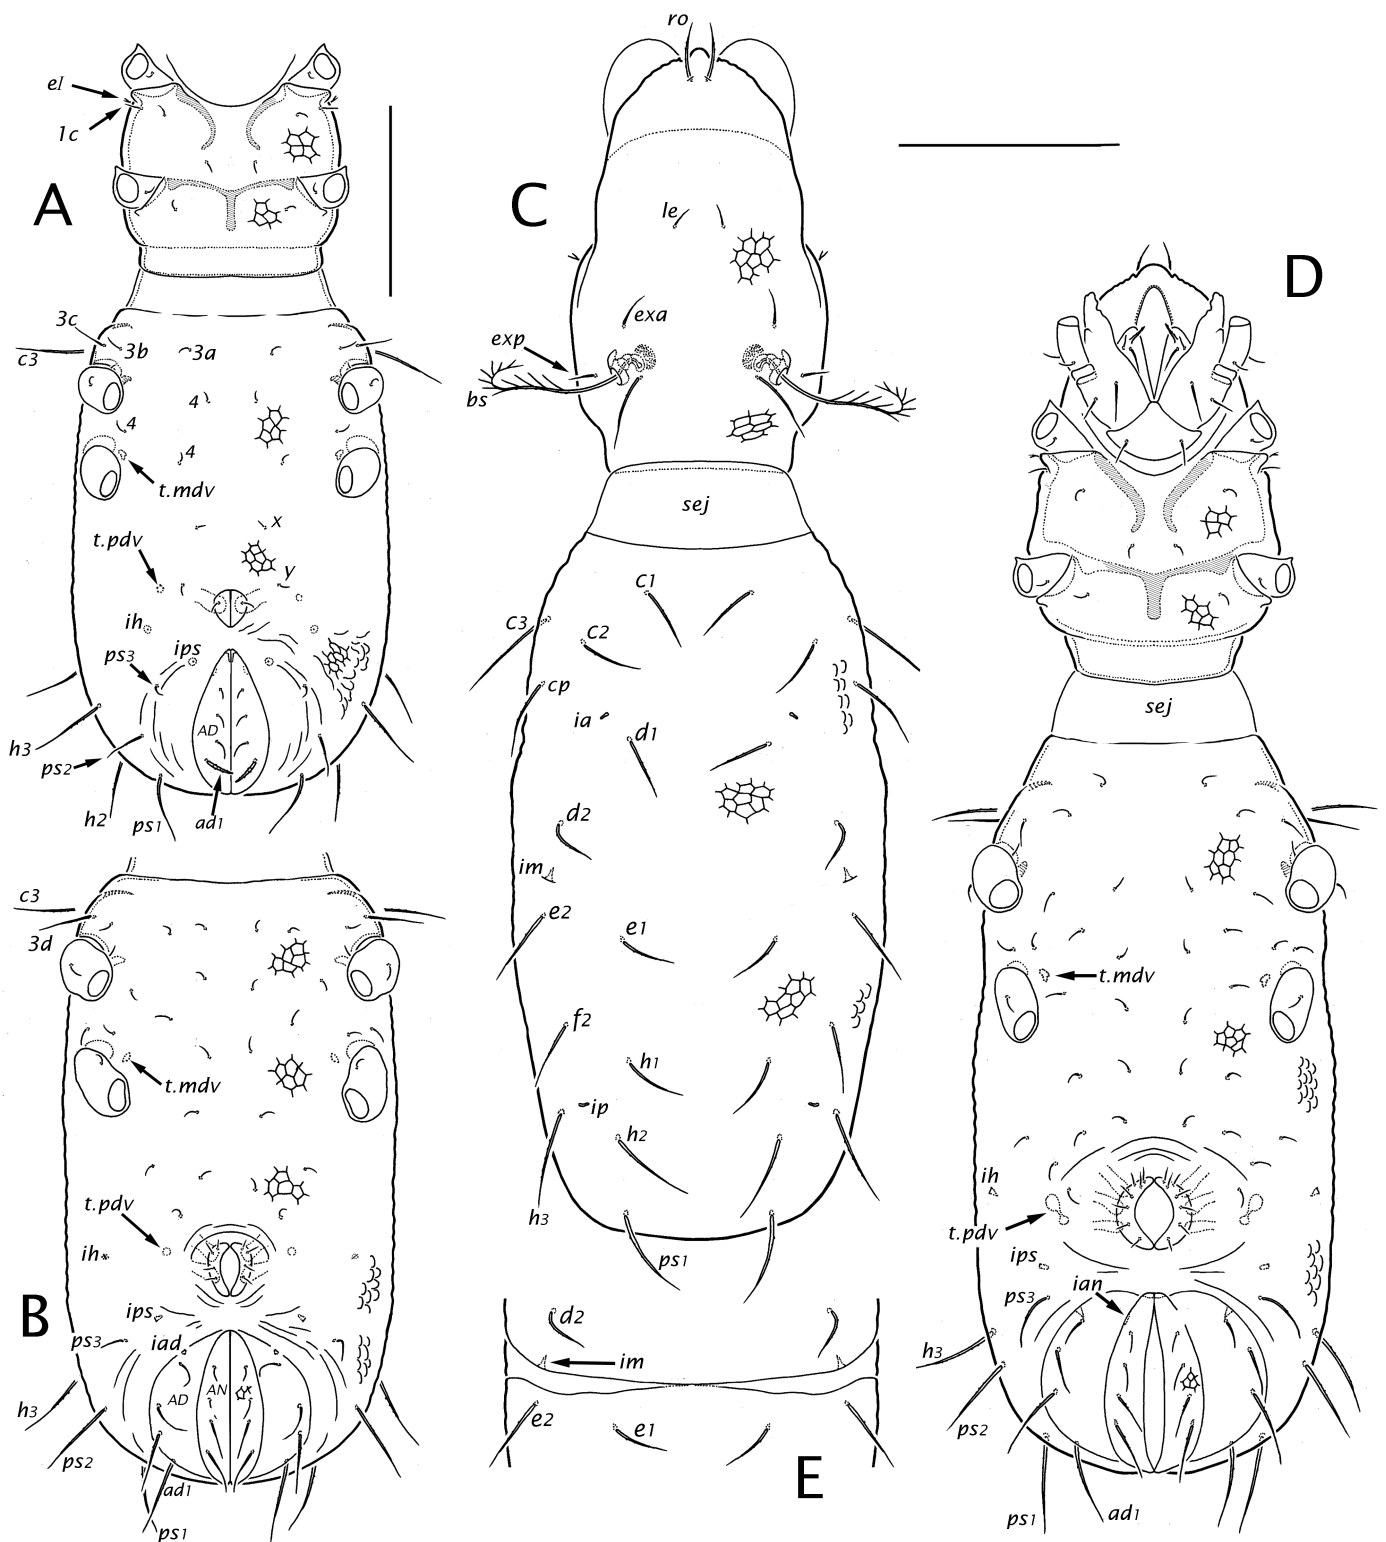 A
el
1c
3c
c3
3b
3a
4
4
4
t.mdv
x
t.pdv
y
ih
ips
ps3
AD
h3
ps2
h2
ps1
ad1
B
c3
3d
t.mdv
t.pdv
ih
ips
ps3
iad
AD
AN
h3
ps2
ad1
ps1
C
ro
le
exa
exp
bs
sej
c1
c3
c2
cp
ia
d1
d2
im
e2
e1
f2
h1
ip
h2
h3
ps1
D
sej
t.mdv
ih
t.pdv
ips
ian
ps3
h3
ps2
ps1
ad1
E
d2
im
e2
e1